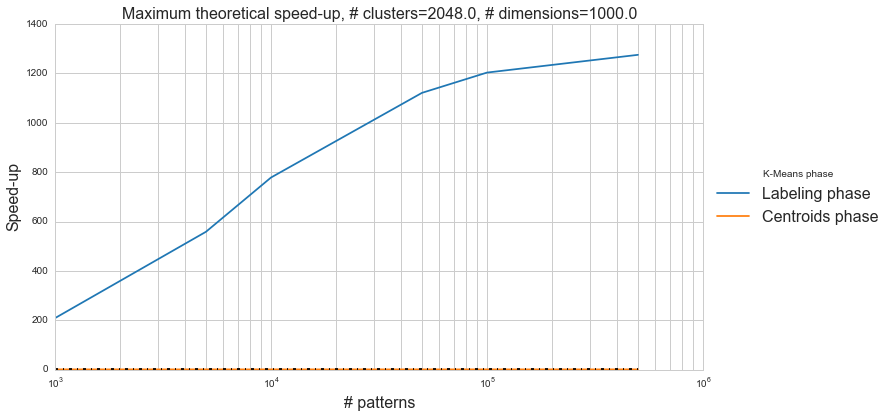 Maximum theoretical speed-up, # clusters=2048.0, # dimensions=1000.0
1400
1200
1000
800
600
400
200
0
Speed-up
10³ 10⁴ 10⁵ 10⁶
# patterns
K-Means phase
Labeling phase
Centroids phase